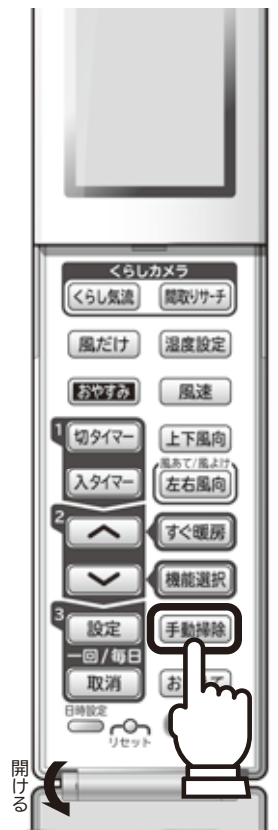 くらしカメラ
くらし気流 間取りサーチ
風だけ 湿度設定
おやすみ 風速
1 切タイマー 上下風向
風あて/風よけ
入タイマー 左右風向
2 すぐ暖房
機能選択
3 設定 手動掃除
一回/毎日
取消 お て
日時設定
リセット
開ける